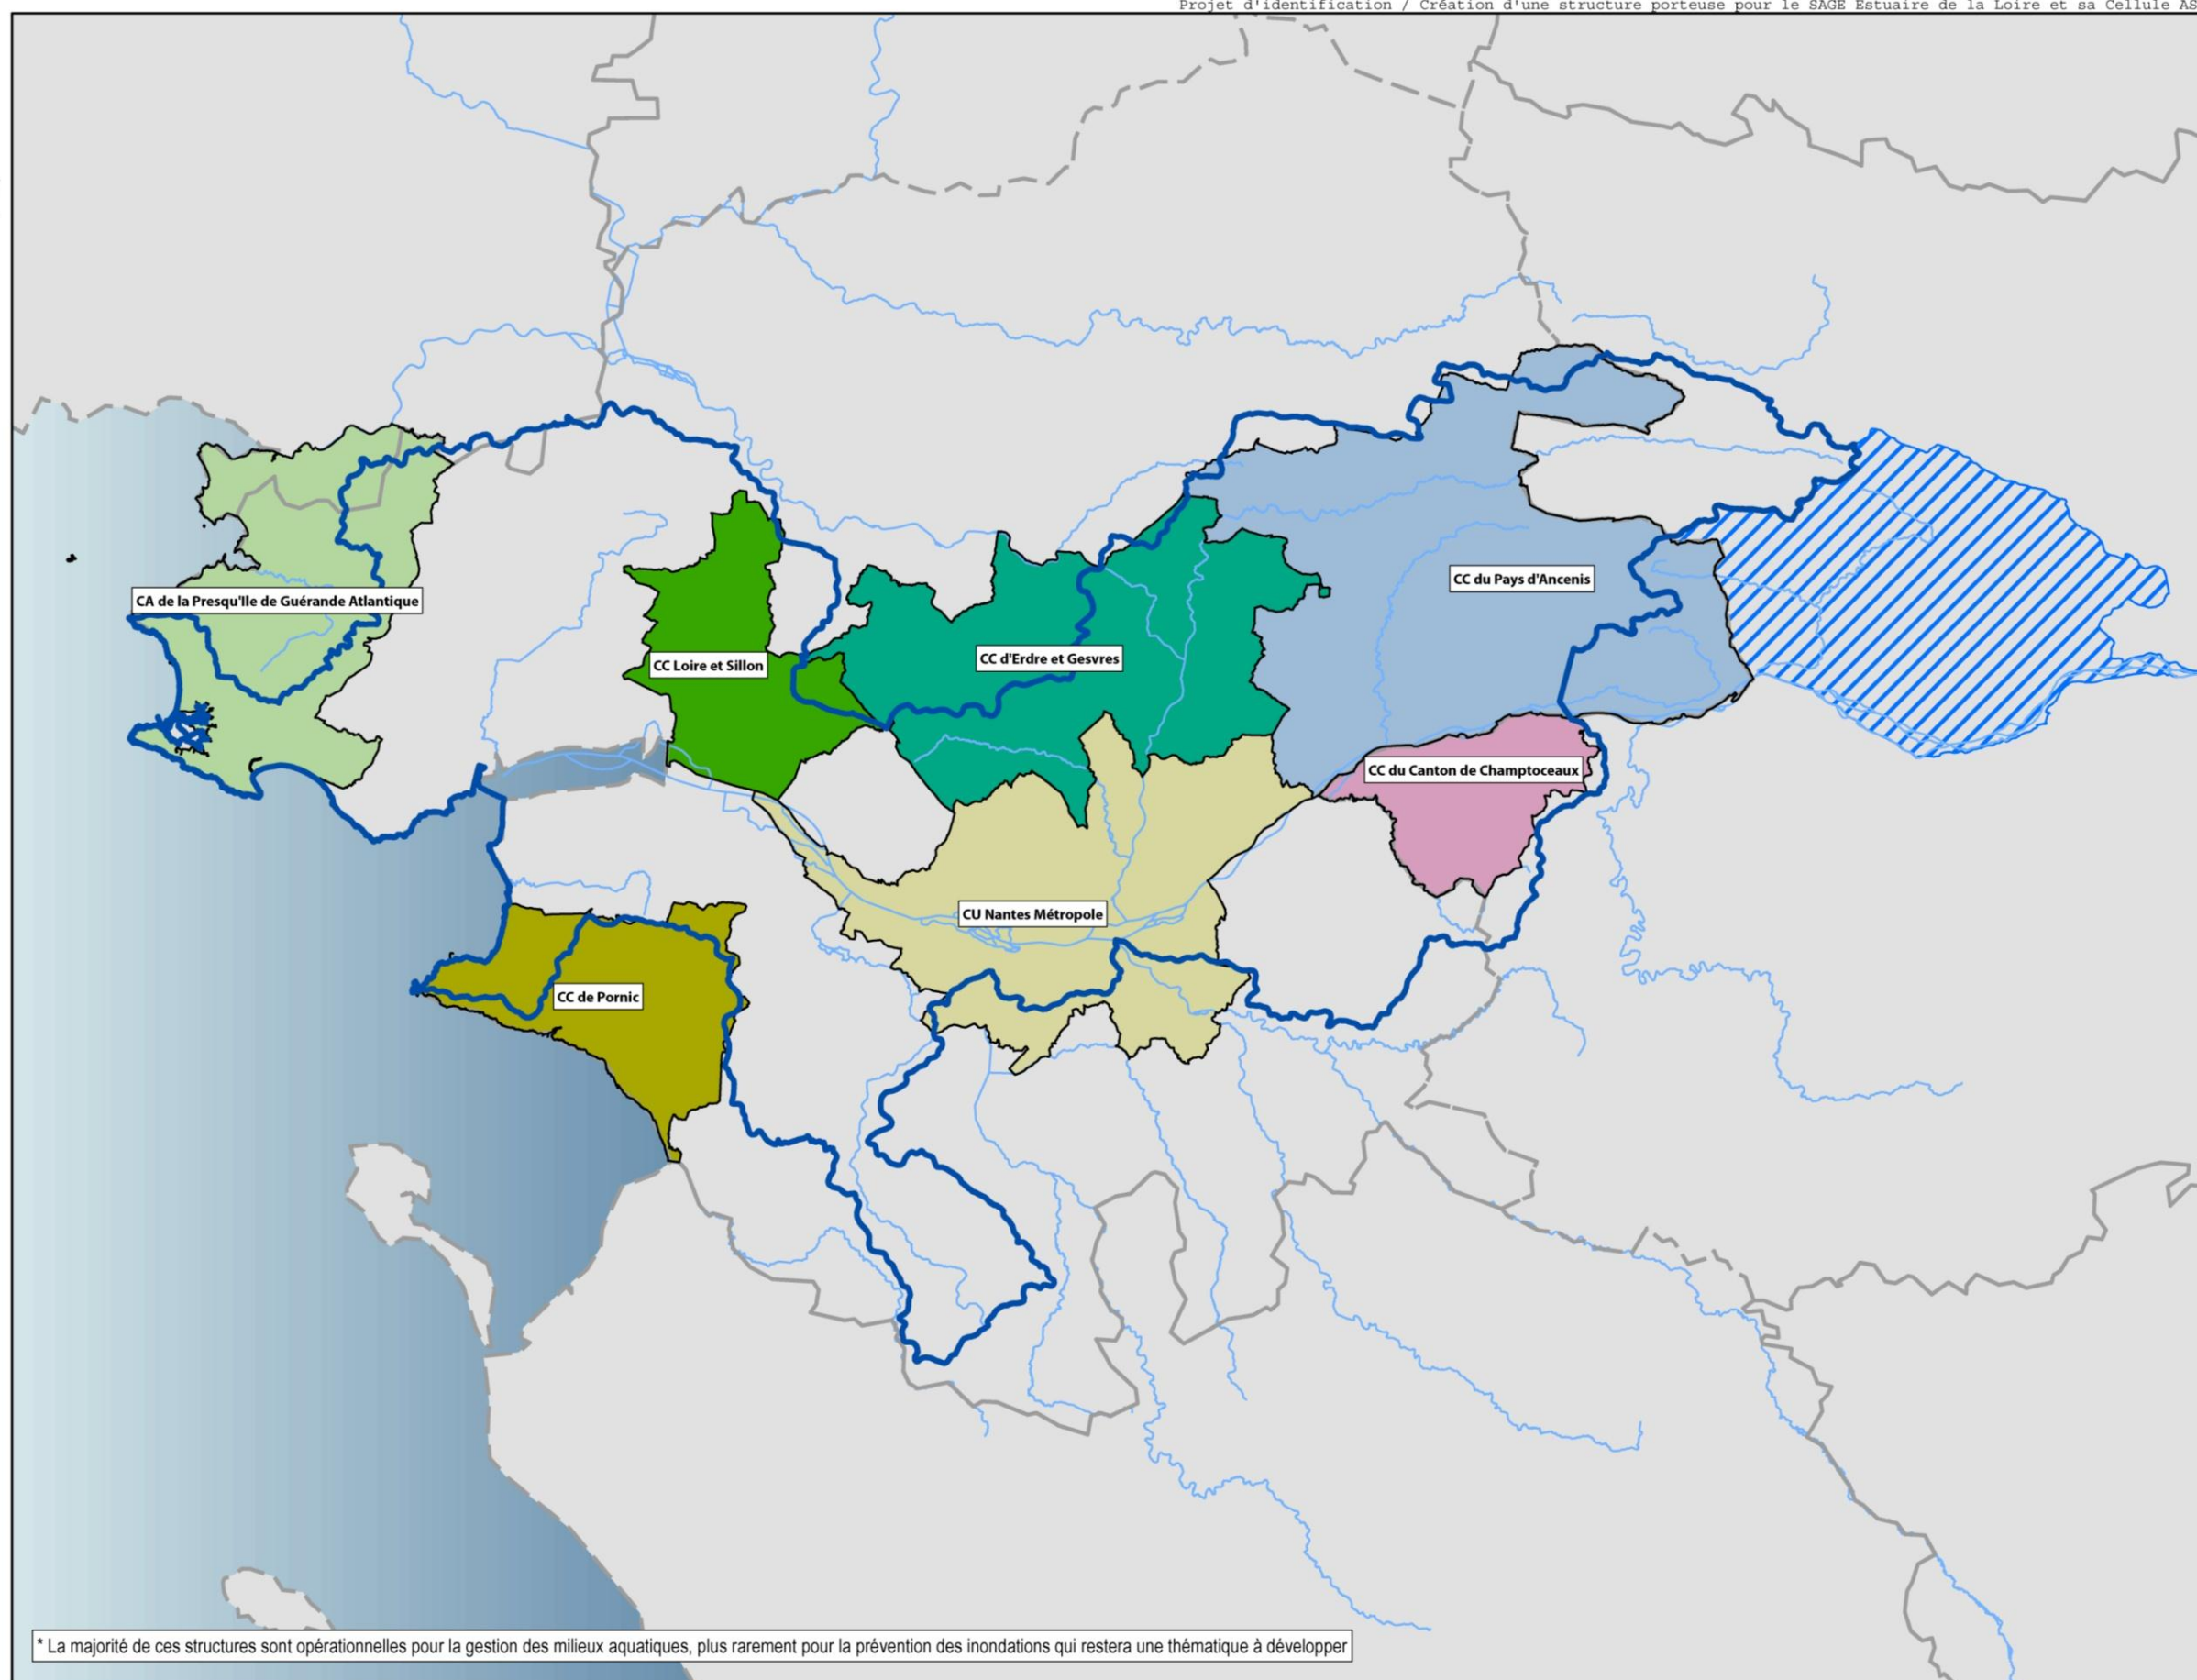 Projet d'identification / Création d'une structure porteuse pour le SAGE Estuaire de la Loire et sa Cellule AS
CC du Pays d'Ancenis
CA de la Presqu'Ile de Guérande Atlantique
CC Loire et Sillon
CC d'Erdre et Gesvres
CC du Canton de Champtoceaux
CU Nantes Métropole
CC de Pornic
* La majorité de ces structures sont opérationnelles pour la gestion des milieux aquatiques, plus rarement pour la prévention des inondations qui restera une thématique à développer